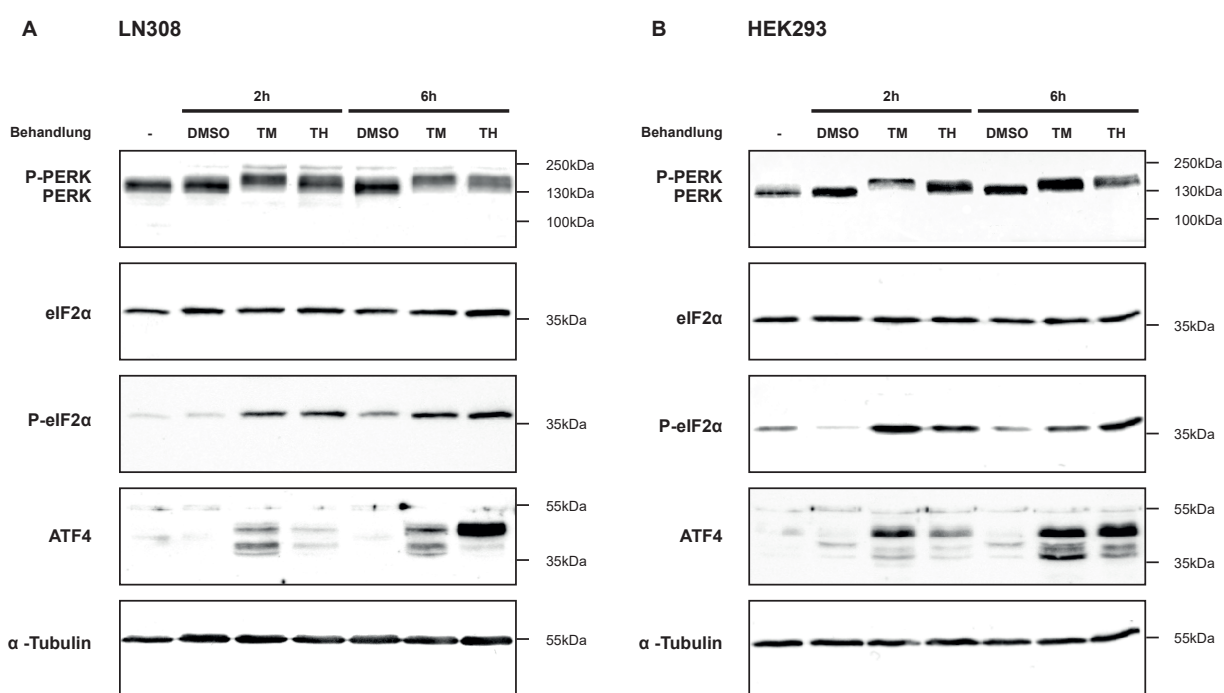 A LN308
2h 6h
Behandlung - DMSO TM TH DMSO TM TH
P-PERK
PERK
250kDa
130kDa
100kDa
eIF2α
35kDa
P-eIF2α
35kDa
ATF4
55kDa
35kDa
α -Tubulin
55kDa
B HEK293
2h 6h
Behandlung - DMSO TM TH DMSO TM TH
P-PERK
PERK
250kDa
130kDa
100kDa
eIF2α
35kDa
P-eIF2α
35kDa
ATF4
55kDa
35kDa
α -Tubulin
55kDa